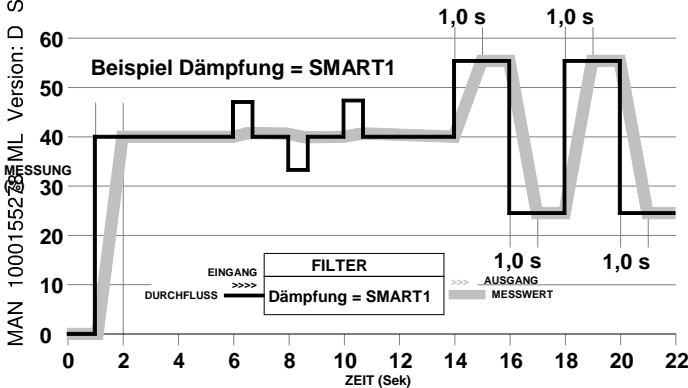 MAN 1000155278 ML Version: D S
1,0 s 1,0 s
60
Beispiel Dämpfung = SMART1
50
40
MESSUNG
30
20
1,0 s 1,0 s
FILTER
EINGANG
>>>>
>>> AUSGANG
10
DURCHFLUSS
Dämpfung = SMART1
MESSWERT
0
0 2 4 6 8 10 12 14 16 18 20 22
ZEIT (Sek)